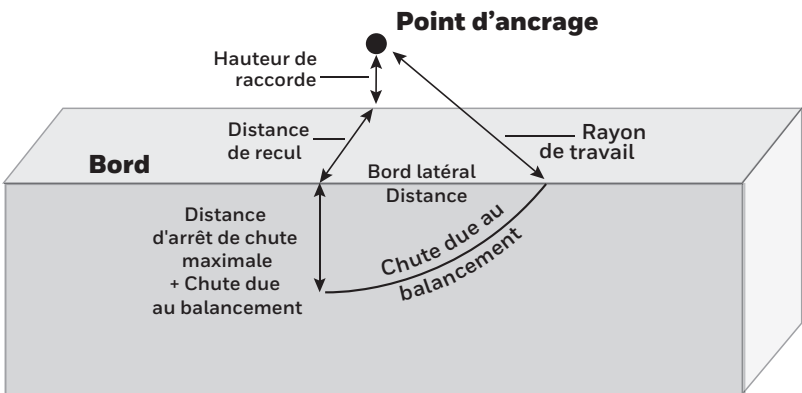 Point d’ancrage
Hauteur de
raccorde
Distance
de recul
Rayon
de travail
Bord
Bord latéral
Distance
Distance
d'arrêt de chute
maximale
+ Chute due
au balancement
Chute due au
balancement